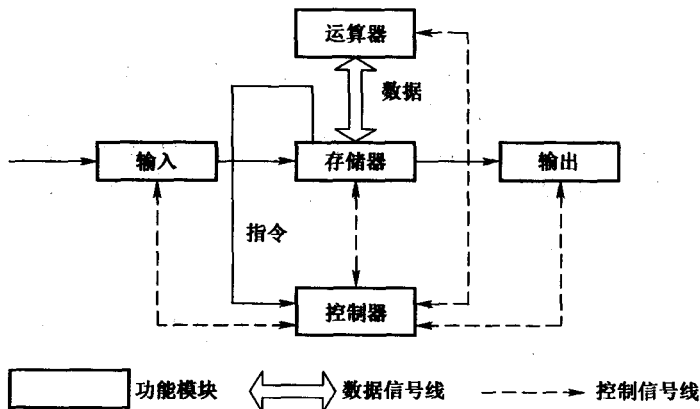 运算器
数据
输入
存储器
输出
指令
控制器
功能模块
数据信号线
控制信号线